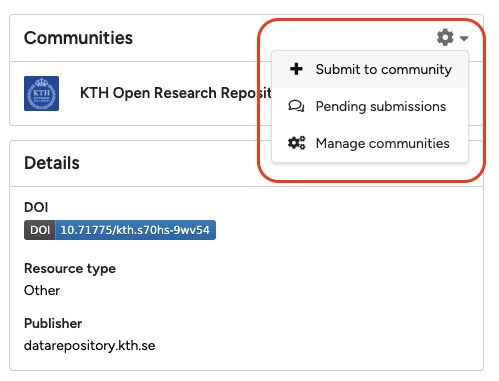 Communities
Submit to community
KTH
KTH Open Research Reposit
Pending submissions
Manage communities
Details
DOI
DOI 10.71775/kth.s70hs-9wv54
Resource type
Other
Publisher
datarepository.kth.se